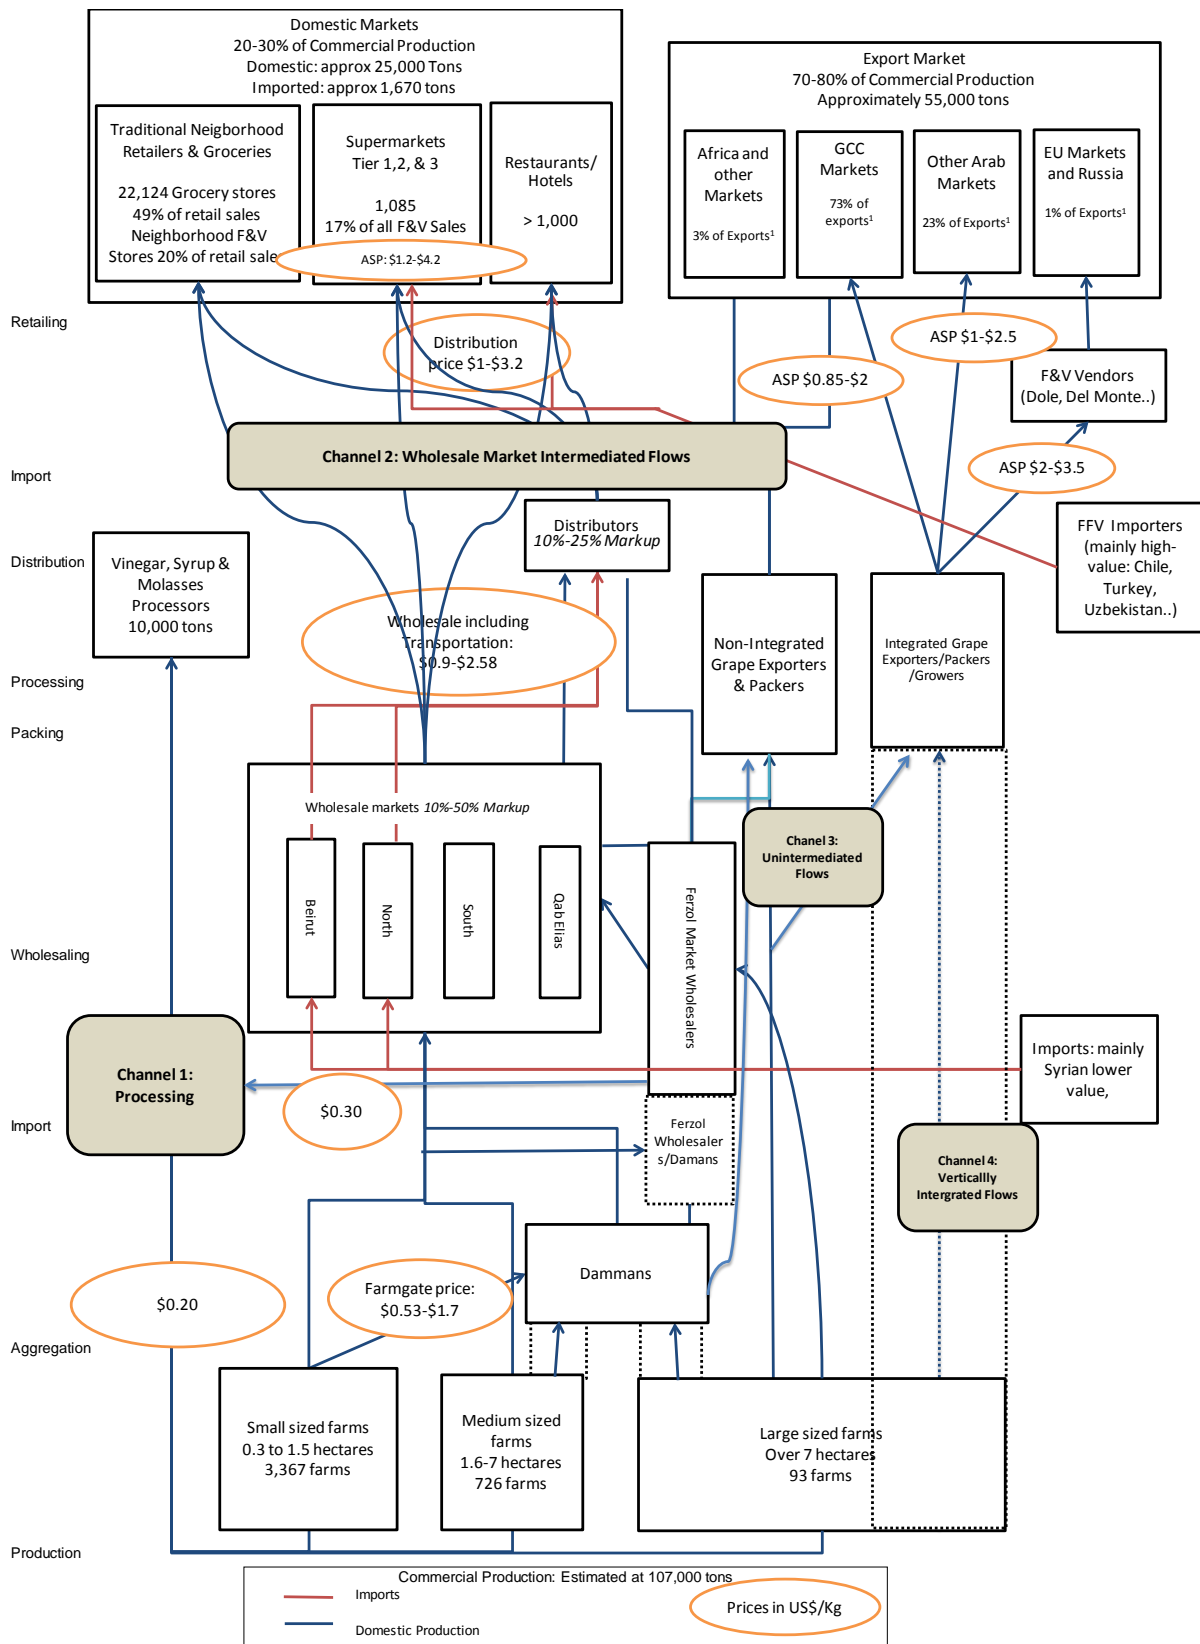 Domestic Markets
20-30% of Commercial Production
Domestic: approx 25,000 Tons
Imported: approx 1,670 tons
Traditional Neigborhood
Retailers & Groceries
22,124 Grocery stores
49% of retail sales
Neighborhood F&V
Stores 20% of retail sales
Supermarkets
Tier 1,2, & 3
1,085
17% of all F&V Sales
ASP: $1.2-$4.2
Restaurants/
Hotels
> 1,000
Export Market
70-80% of Commercial Production
Approximately 55,000 tons
Africa and
other
Markets
3% of Exports¹
GCC
Markets
73% of
exports¹
Other Arab
Markets
23% of Exports¹
EU Markets
and Russia
1% of Exports¹
Retailing
Distribution
price $1-$3.2
ASP $0.85-$2
ASP $1-$2.5
F&V Vendors
(Dole, Del Monte..)
Channel 2: Wholesale Market Intermediated Flows
ASP $2-$3.5
Import
Distribution
Vinegar, Syrup &
Molasses
Processors
10,000 tons
Distributors
10%-25% Markup
FFV Importers
(mainly high-
value: Chile,
Turkey,
Uzbekistan..)
Wholesale including
Transportation:
$0.9-$2.58
Non-Integrated
Grape Exporters
& Packers
Integrated Grape
Exporters/Packers
/Growers
Processing
Packing
Wholesale markets 10%-50% Markup
Beirut
North
South
Qab Elias
Ferzol Market Wholesalers
Chanel 3:
Unintermediated
Flows
Wholesaling
Channel 1:
Processing
$0.30
Imports: mainly
Syrian lower
value,
Import
Ferzol
Wholesaler
s/Damans
Channel 4:
Verticallly
Intergrated Flows
Dammans
$0.20
Farmgate price:
$0.53-$1.7
Aggregation
Small sized farms
0.3 to 1.5 hectares
3,367 farms
Medium sized
farms
1.6-7 hectares
726 farms
Large sized farms
Over 7 hectares
93 farms
Production
Commercial Production: Estimated at 107,000 tons
Imports
Domestic Production
Prices in US$/Kg